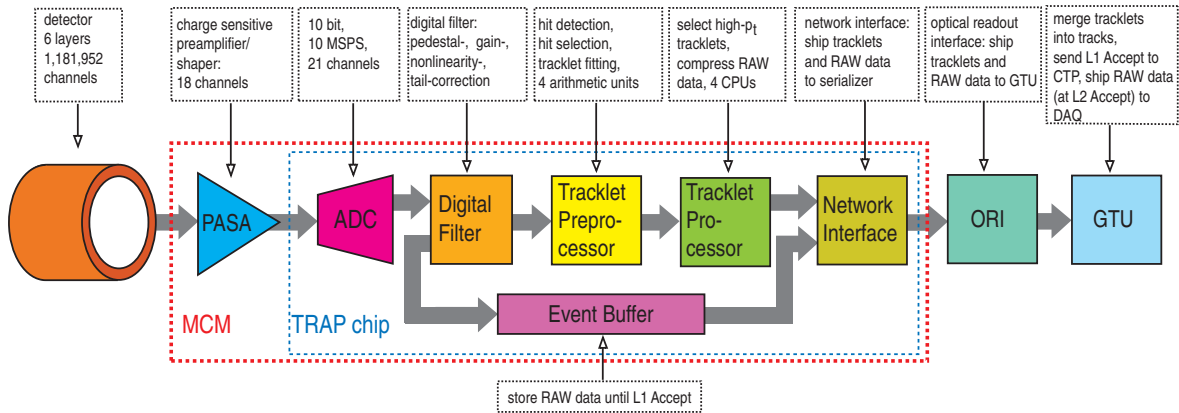 detector
6 layers
1,181,952
channels
charge sensitive
preamplifier/
shaper:
18 channels
10 bit,
10 MSPS,
21 channels
digital filter:
pedestal-, gain-,
nonlinearity-,
tail-correction
hit detection,
hit selection,
tracklet fitting,
4 arithmetic units
select high-pt
tracklets,
compress RAW
data, 4 CPUs
network interface:
ship tracklets
and RAW data
to serializer
optical readout
interface: ship
tracklets and
RAW data to GTU
merge tracklets
into tracks,
send L1 Accept to
CTP, ship RAW data
(at L2 Accept) to
DAQ
PASA
ADC
Digital
Filter
Tracklet
Prepro-
cessor
Tracklet
Pro-
cessor
Network
Interface
ORI
GTU
MCM
TRAP chip
Event Buffer
store RAW data until L1 Accept